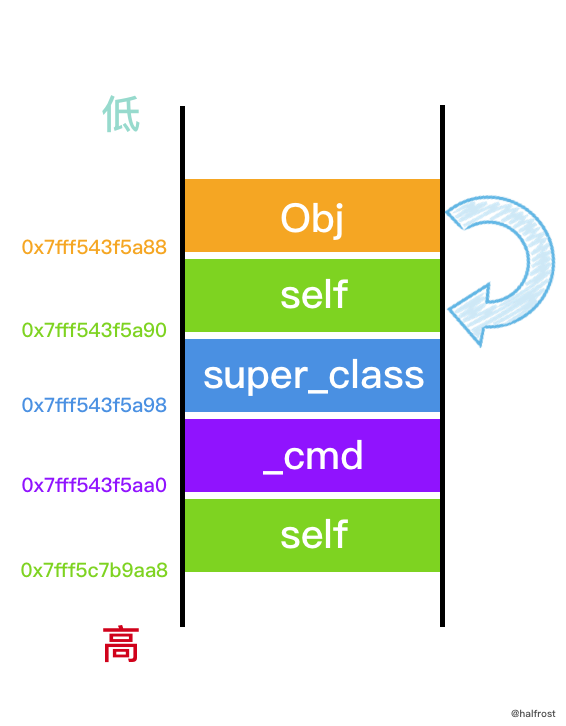 低
Obj
0x7fff543f5a88
self
0x7fff543f5a90
super_class
0x7fff543f5a98
_cmd
0x7fff543f5aa0
self
0x7fff5c7b9aa8
高
@halfrost